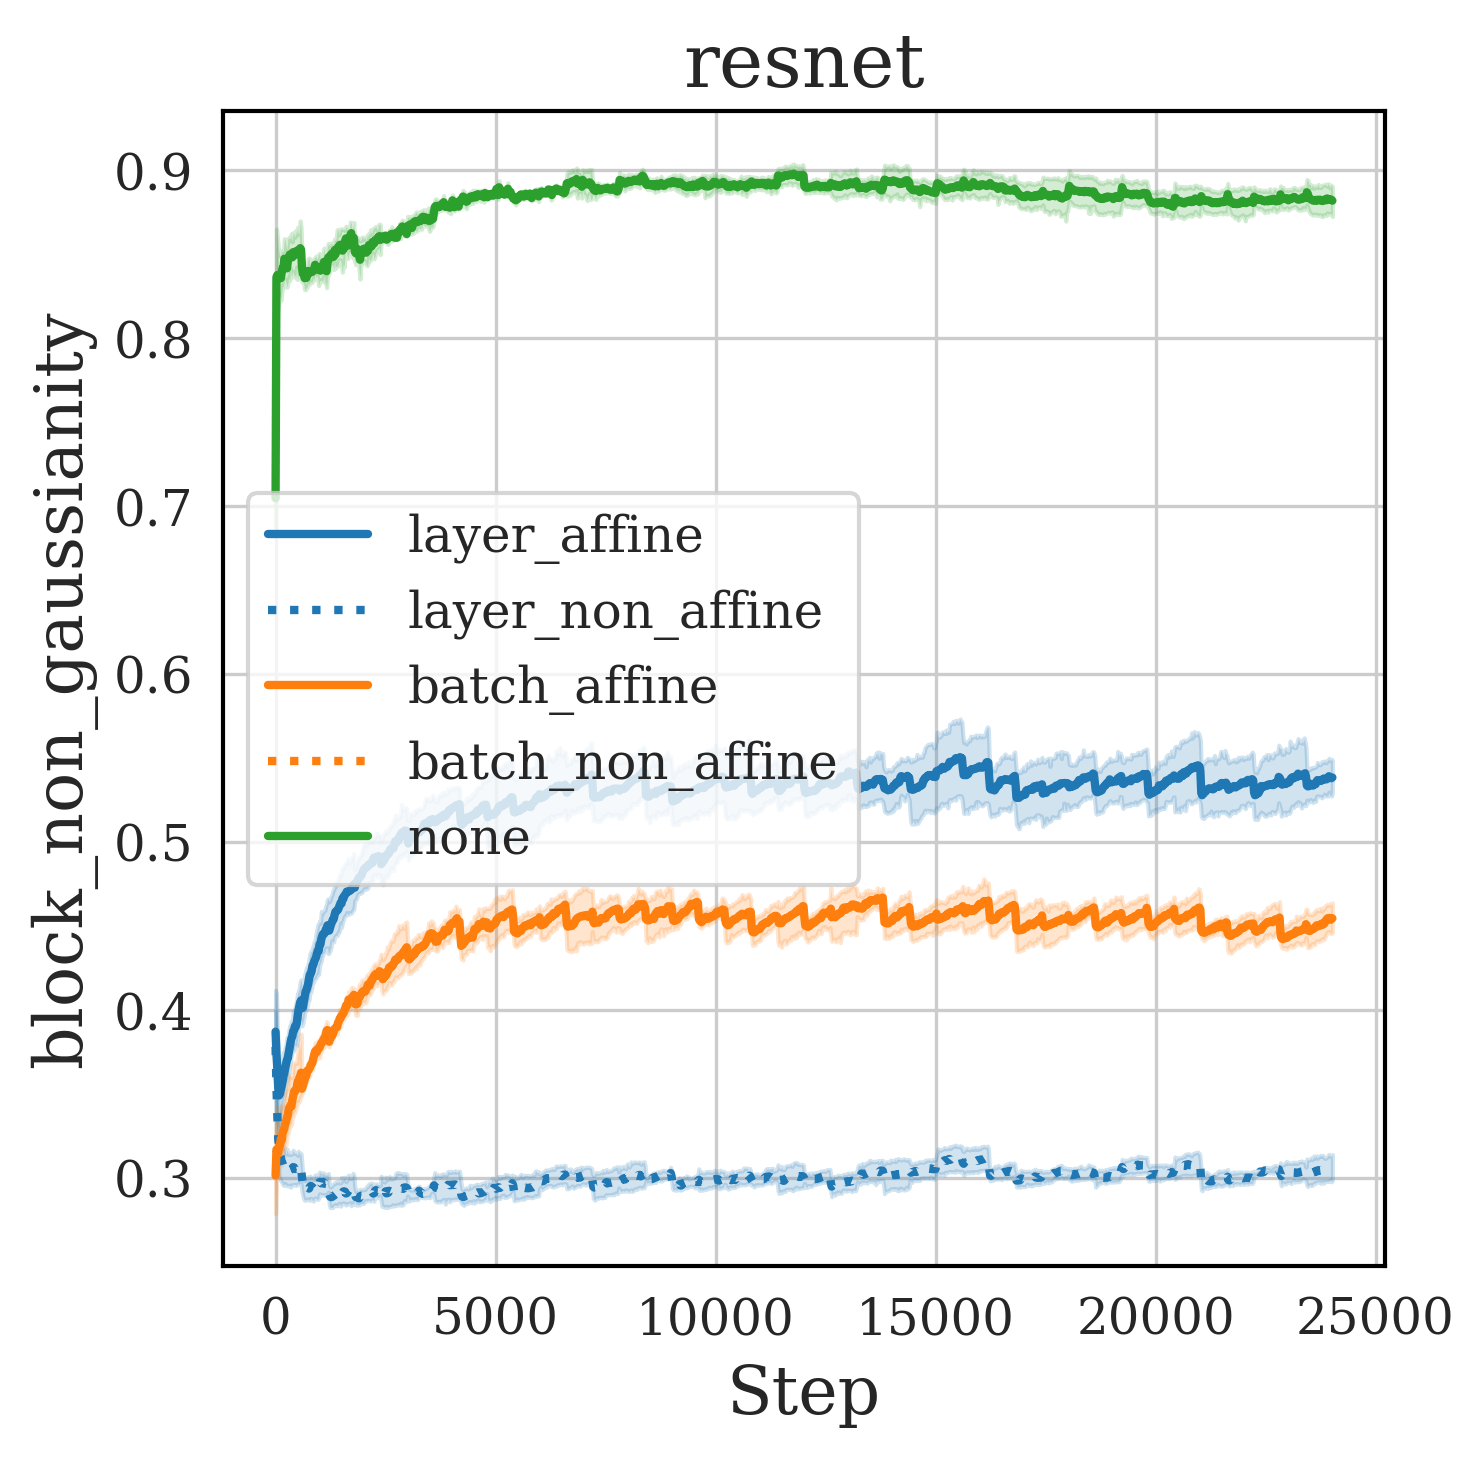 resnet
block_non_gaussianity
0.9
0.8
0.7
0.6
0.5
0.4
0.3
layer_affine
layer_non_affine
batch_affine
batch_non_affine
none
0
5000
10000
15000
20000
25000
Step